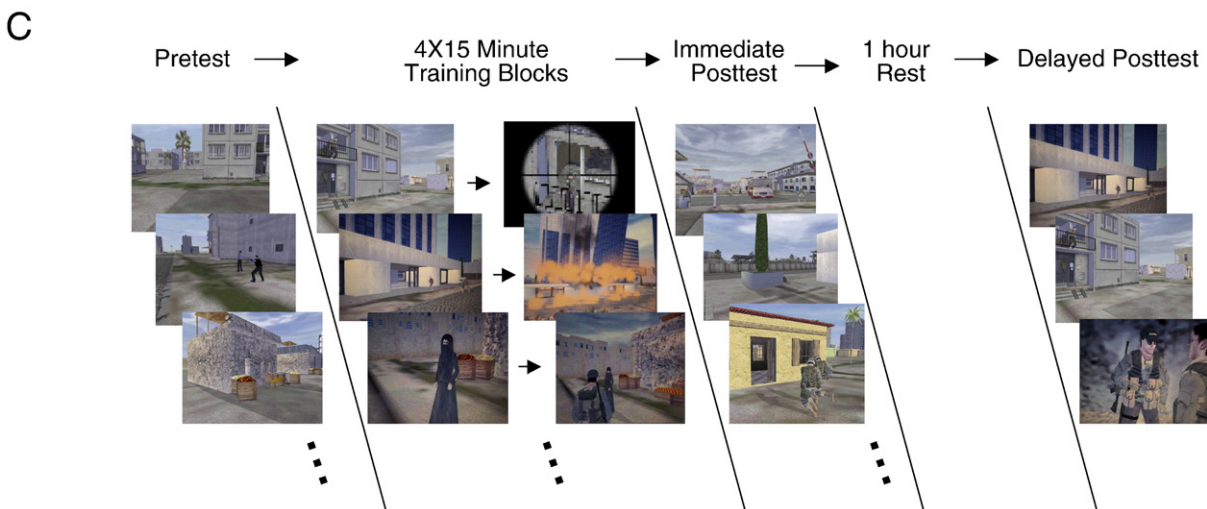 C
Pretest
4X15 Minute
Training Blocks
Immediate
Posttest
1 hour
Rest
Delayed Posttest